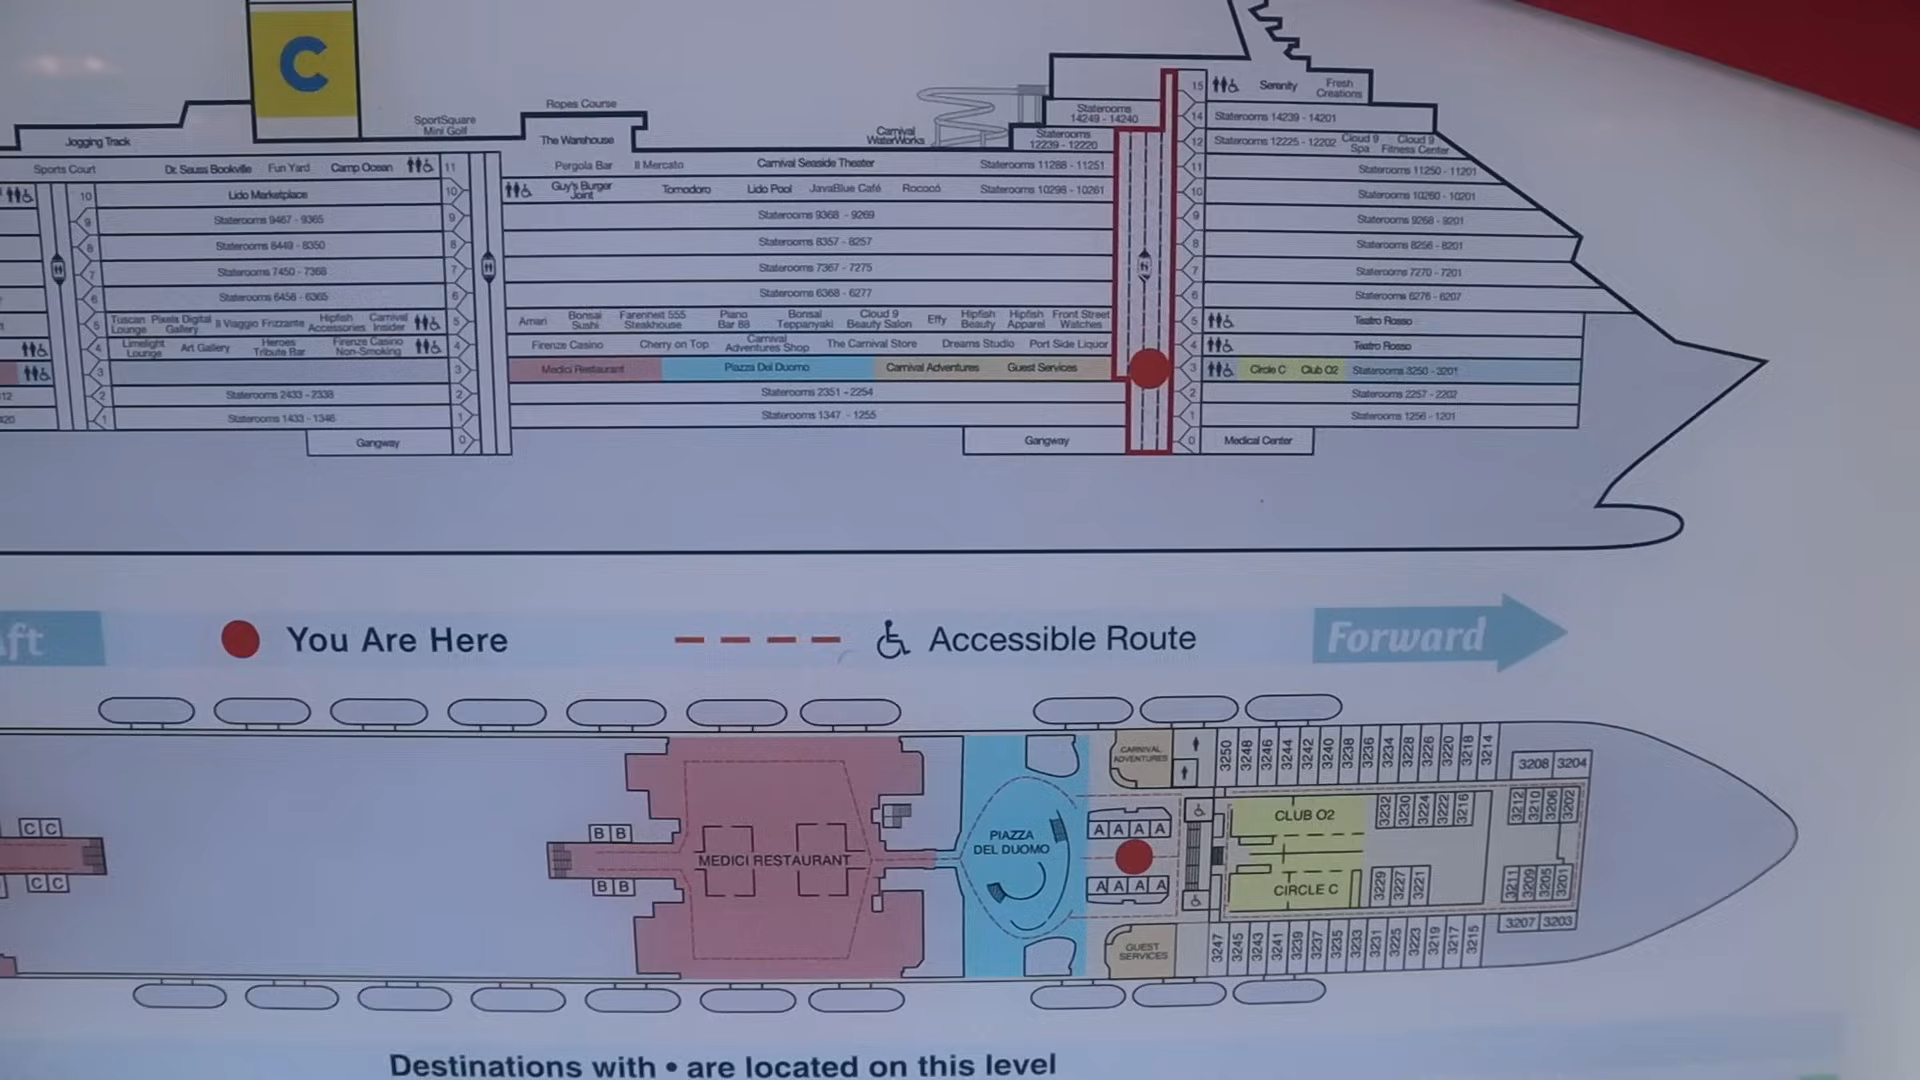 C
15
Serenity
Fresh
Creations
Ropes Course
Staterooms
14249 - 14240
14
Staterooms 14239 - 14201
SportSquare
Mini Golf
Jogging Track
The Warehouse
Carnival
WaterWorks
Staterooms
12239 - 12220
12
Staterooms 12225 - 12202
Cloud 9
Spa
Cloud 9
Fitness Center
Sports Court
Dr. Seuss Bookville
Fun Yard
Camp Ocean
11
Pergola Bar
Il Mercato
Carnival Seaside Theater
Staterooms 11288 - 11251
11
Staterooms 11250 - 11201
10
Lido Marketplace
10
Guy's Burger
Joint
Tomodoro
Lido Pool
JavaBlue Café
Rococó
Staterooms 10298 - 10261
10
Staterooms 10260 - 10201
9
Staterooms 9467 - 9365
9
Staterooms 9368 - 9269
9
Staterooms 9268 - 9201
8
Staterooms 8449 - 8350
8
Staterooms 8357 - 8257
8
Staterooms 8256 - 8201
7
Staterooms 7450 - 7368
7
Staterooms 7367 - 7275
7
Staterooms 7270 - 7201
6
Staterooms 6458 - 6365
6
Staterooms 6368 - 6277
6
Staterooms 6276 - 6207
5
Tuscan
Lounge
Pixels Digital
Gallery
Il Viaggio
Frizzante
Hipfish
Accessories
Carnival
Insider
5
Amari
Bonsai
Sushi
Farenheit 555
Steakhouse
Piano
Bar 88
Bonsai
Teppanyaki
Cloud 9
Beauty Salon
Effy
Hipfish
Beauty
Hipfish
Apparel
Front Street
Watches
5
Teatro Rosso
4
Limelight
Lounge
Art Gallery
Heroes
Tribute Bar
Firenze Casino
Non-Smoking
4
Firenze Casino
Cherry on Top
Carnival
Adventures Shop
The Carnival Store
Dreams Studio
Port Side Liquor
4
Teatro Rosso
3
3
Medici Restaurant
Piazza Del Duomo
Carnival Adventures
Guest Services
3
Circle C
Club O2
Staterooms 3250 - 3201
12
2
Staterooms 2433 - 2338
2
Staterooms 2351 - 2254
2
Staterooms 2257 - 2202
20
1
Staterooms 1433 - 1346
1
Staterooms 1347 - 1255
1
Staterooms 1256 - 1201
Gangway
0
Gangway
0
Medical Center
ft
You Are Here
Accessible Route
Forward
CARNIVAL
ADVENTURES
3250 3248 3246 3244 3242 3240 3238 3236 3234 3228 3226 3220 3218 3214
3208 3204
3232 3230 3224 3222 3216
3212 3210 3206 3202
C C
B B
A A A A
CLUB O2
PIAZZA
DEL DUOMO
MEDICI RESTAURANT
C C
B B
A A A A
CIRCLE C
3229 3227 3221
3211 3209 3205 3201
3207 3203
GUEST
SERVICES
3247 3245 3243 3241 3239 3237 3235 3233 3231 3225 3223 3219 3217 3215
Destinations with • are located on this level